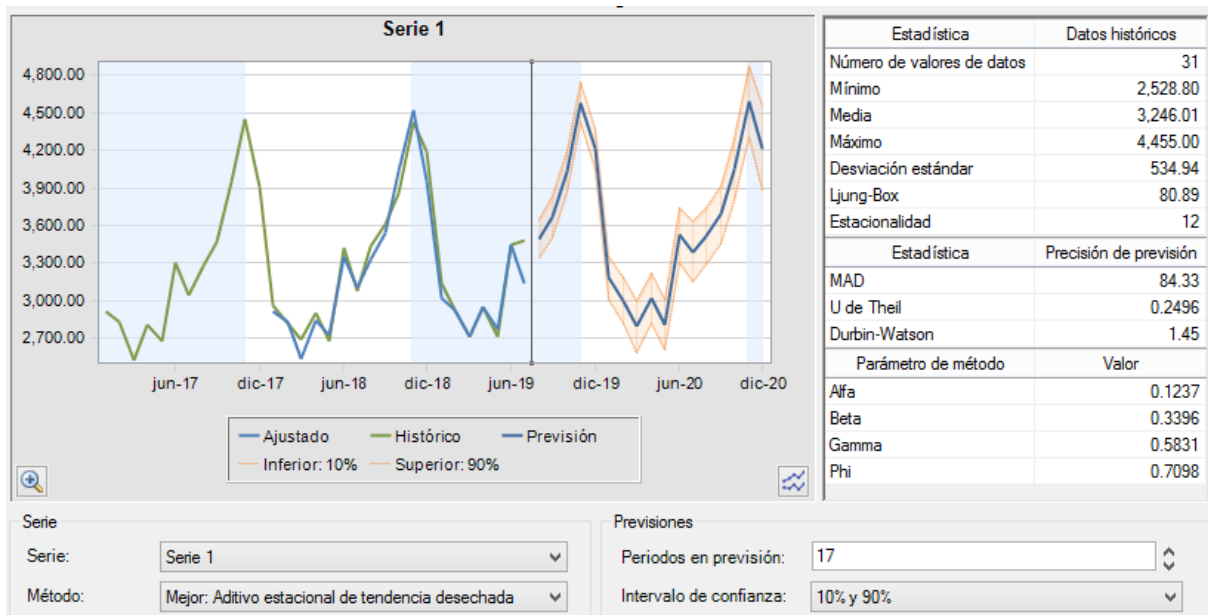 Serie 1
4,800.00
4,500.00
4,200.00
3,900.00
3,600.00
3,300.00
3,000.00
2,700.00
jun-17 dic-17 jun-18 dic-18 jun-19 dic-19 jun-20 dic-20
Ajustado Histórico Previsión
Inferior: 10% Superior: 90%
Estadística Datos históricos
Número de valores de datos 31
Mínimo 2,528.80
Media 3,246.01
Máximo 4,455.00
Desviación estándar 534.94
Ljung-Box 80.89
Estacionalidad 12
Estadística Precisión de previsión
MAD 84.33
U de Theil 0.2496
Durbin-Watson 1.45
Parámetro de método Valor
Alfa 0.1237
Beta 0.3396
Gamma 0.5831
Phi 0.7098
Serie
Serie: Serie 1
Método: Mejor: Aditivo estacional de tendencia desechada
Previsiones
Periodos en previsión: 17
Intervalo de confianza: 10% y 90%